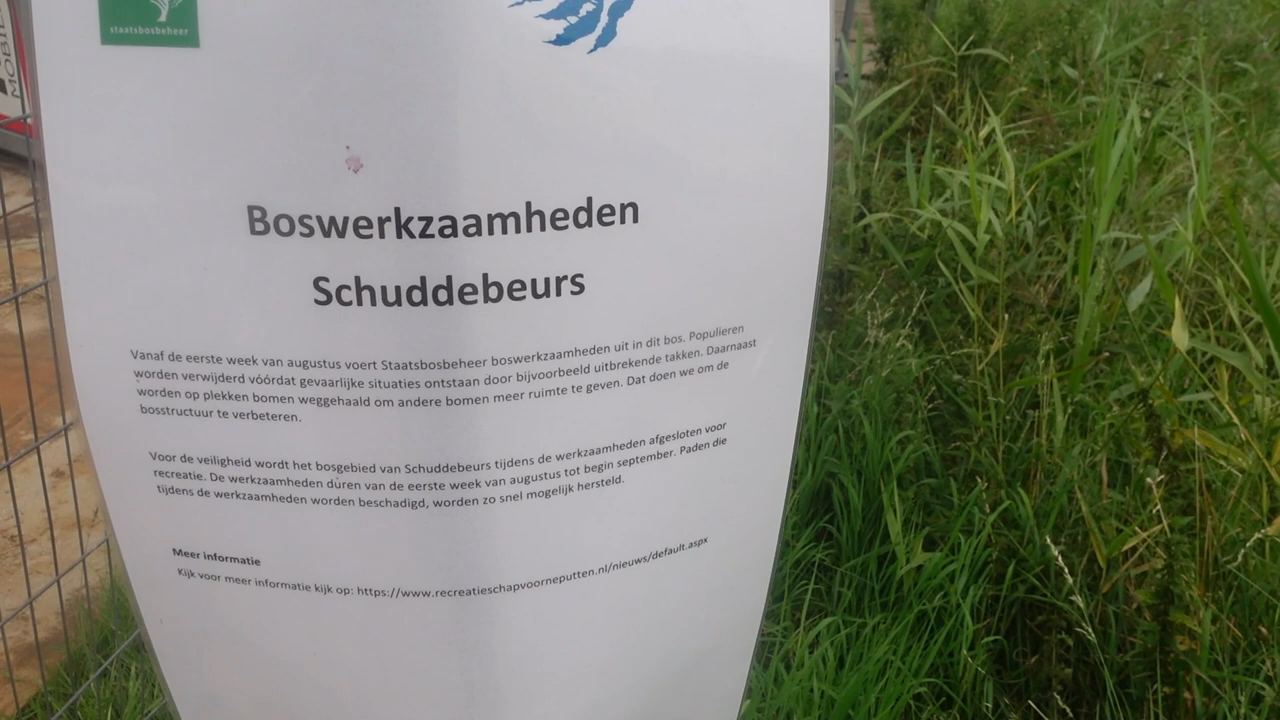 MOBIEL
staatsbosbeheer
Boswerkzaamheden
Schuddebeurs
Vanaf de eerste week van augustus voert Staatsbosbeheer boswerkzaamheden uit in dit bos. Populieren
worden verwijderd vóórdat gevaarlijke situaties ontstaan door bijvoorbeeld uitbrekende takken. Daarnaast
worden op plekken bomen weggehaald om andere bomen meer ruimte te geven. Dat doen we om de
bosstructuur te verbeteren.
Voor de veiligheid wordt het bosgebied van Schuddebeurs tijdens de werkzaamheden afgesloten voor
recreatie. De werkzaamheden duren van de eerste week van augustus tot begin september. Paden die
tijdens de werkzaamheden worden beschadigd, worden zo snel mogelijk hersteld.
Meer informatie
Kijk voor meer informatie kijk op: https://www.recreatieschapvoorneputten.nl/nieuws/default.aspx